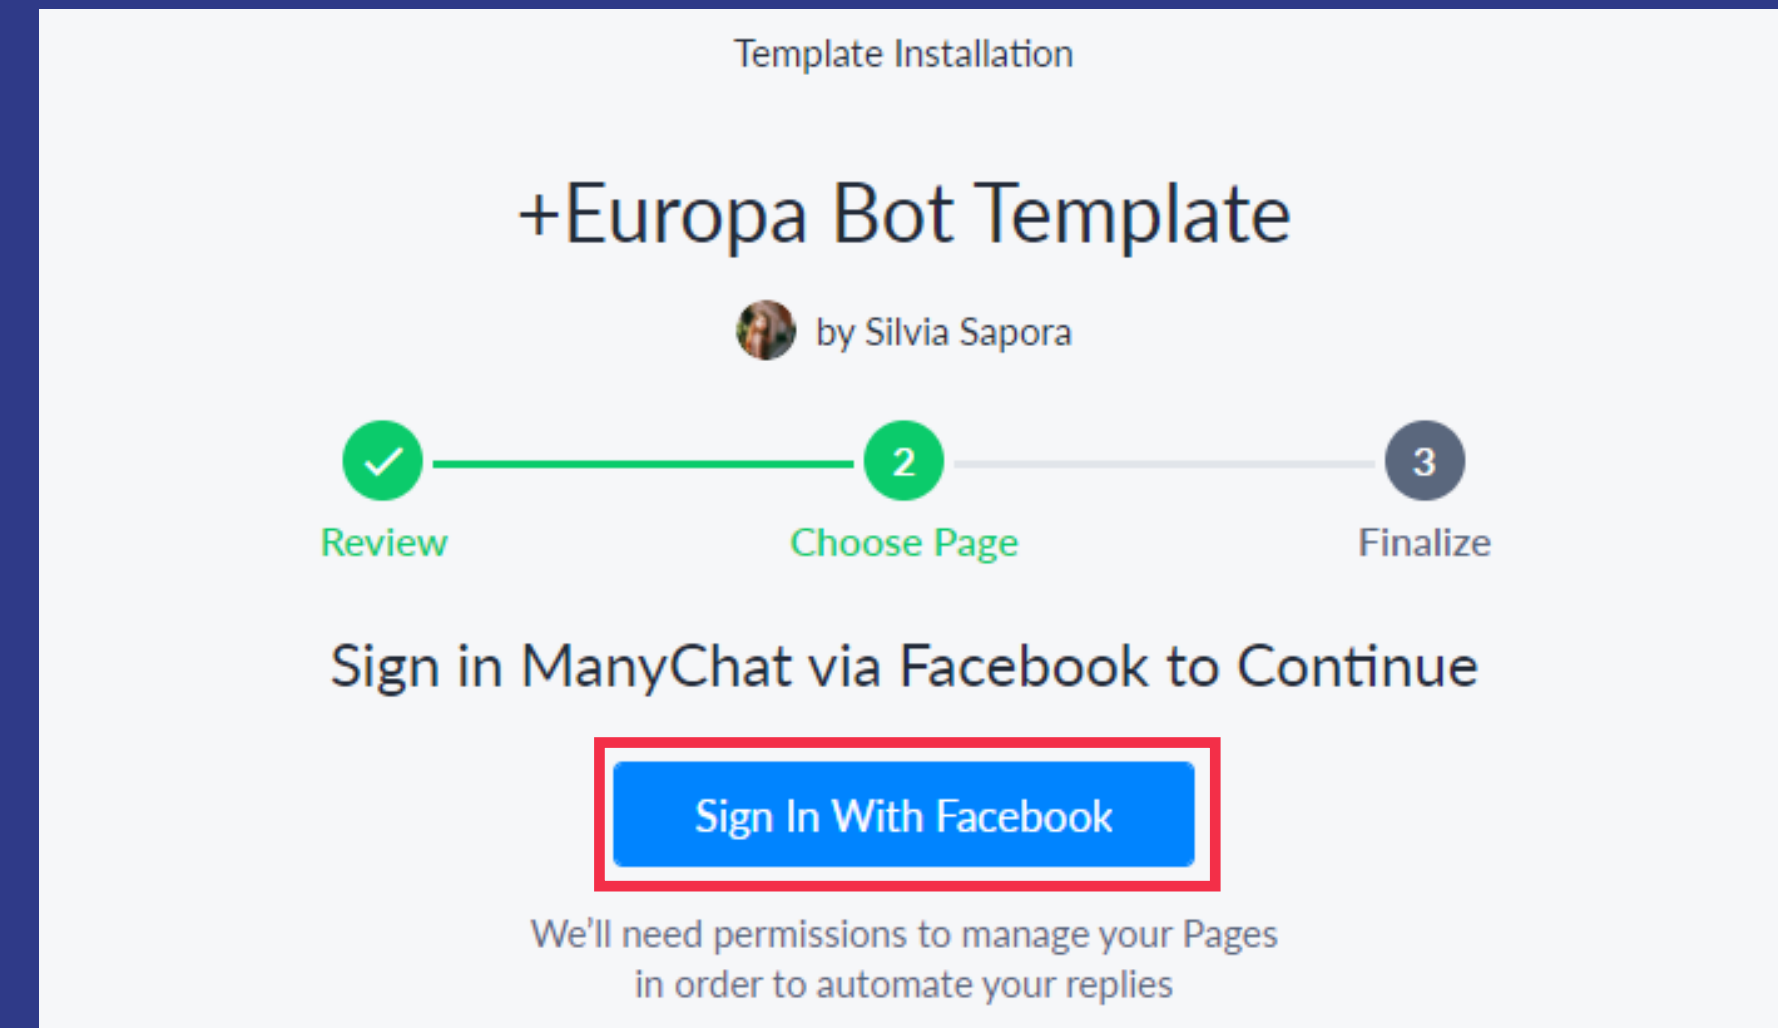 Template Installation
+Europa Bot Template
by Silvia Sapora
2
3
Review
Choose Page
Finalize
Sign in ManyChat via Facebook to Continue
Sign In With Facebook
We'll need permissions to manage your Pages
in order to automate your replies